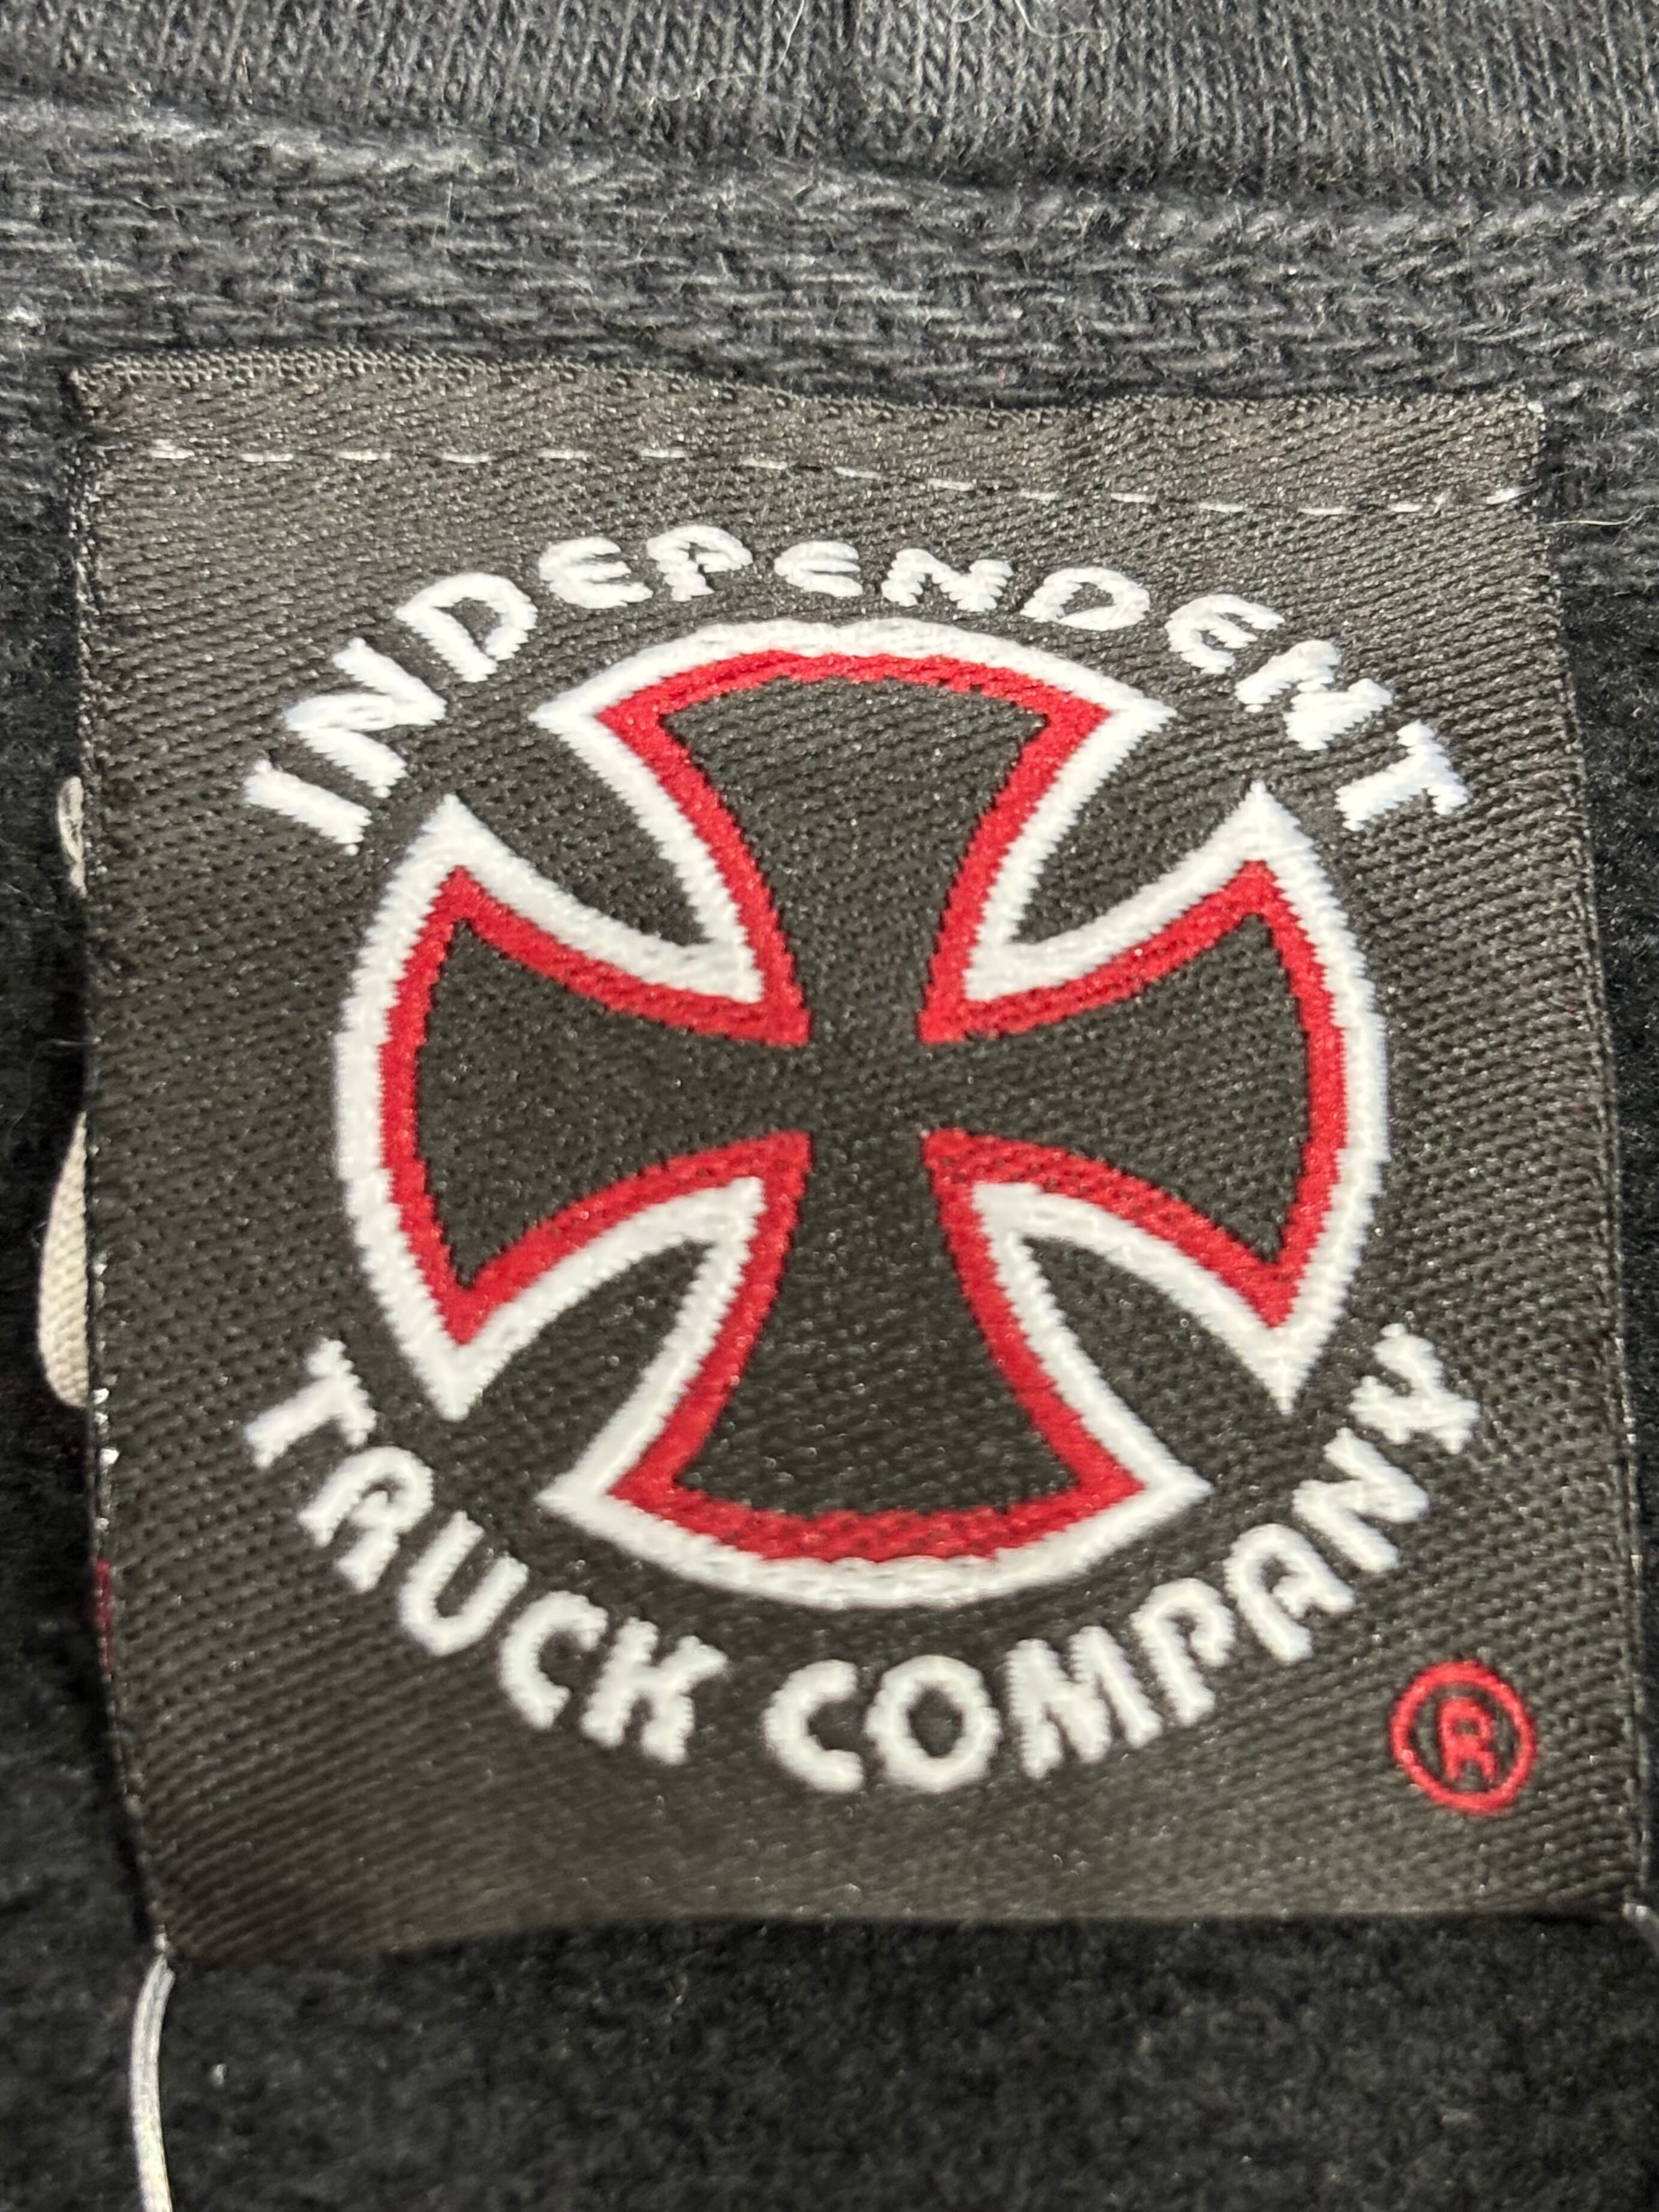 INDEPENDENT
TRUCK COMPANY
®